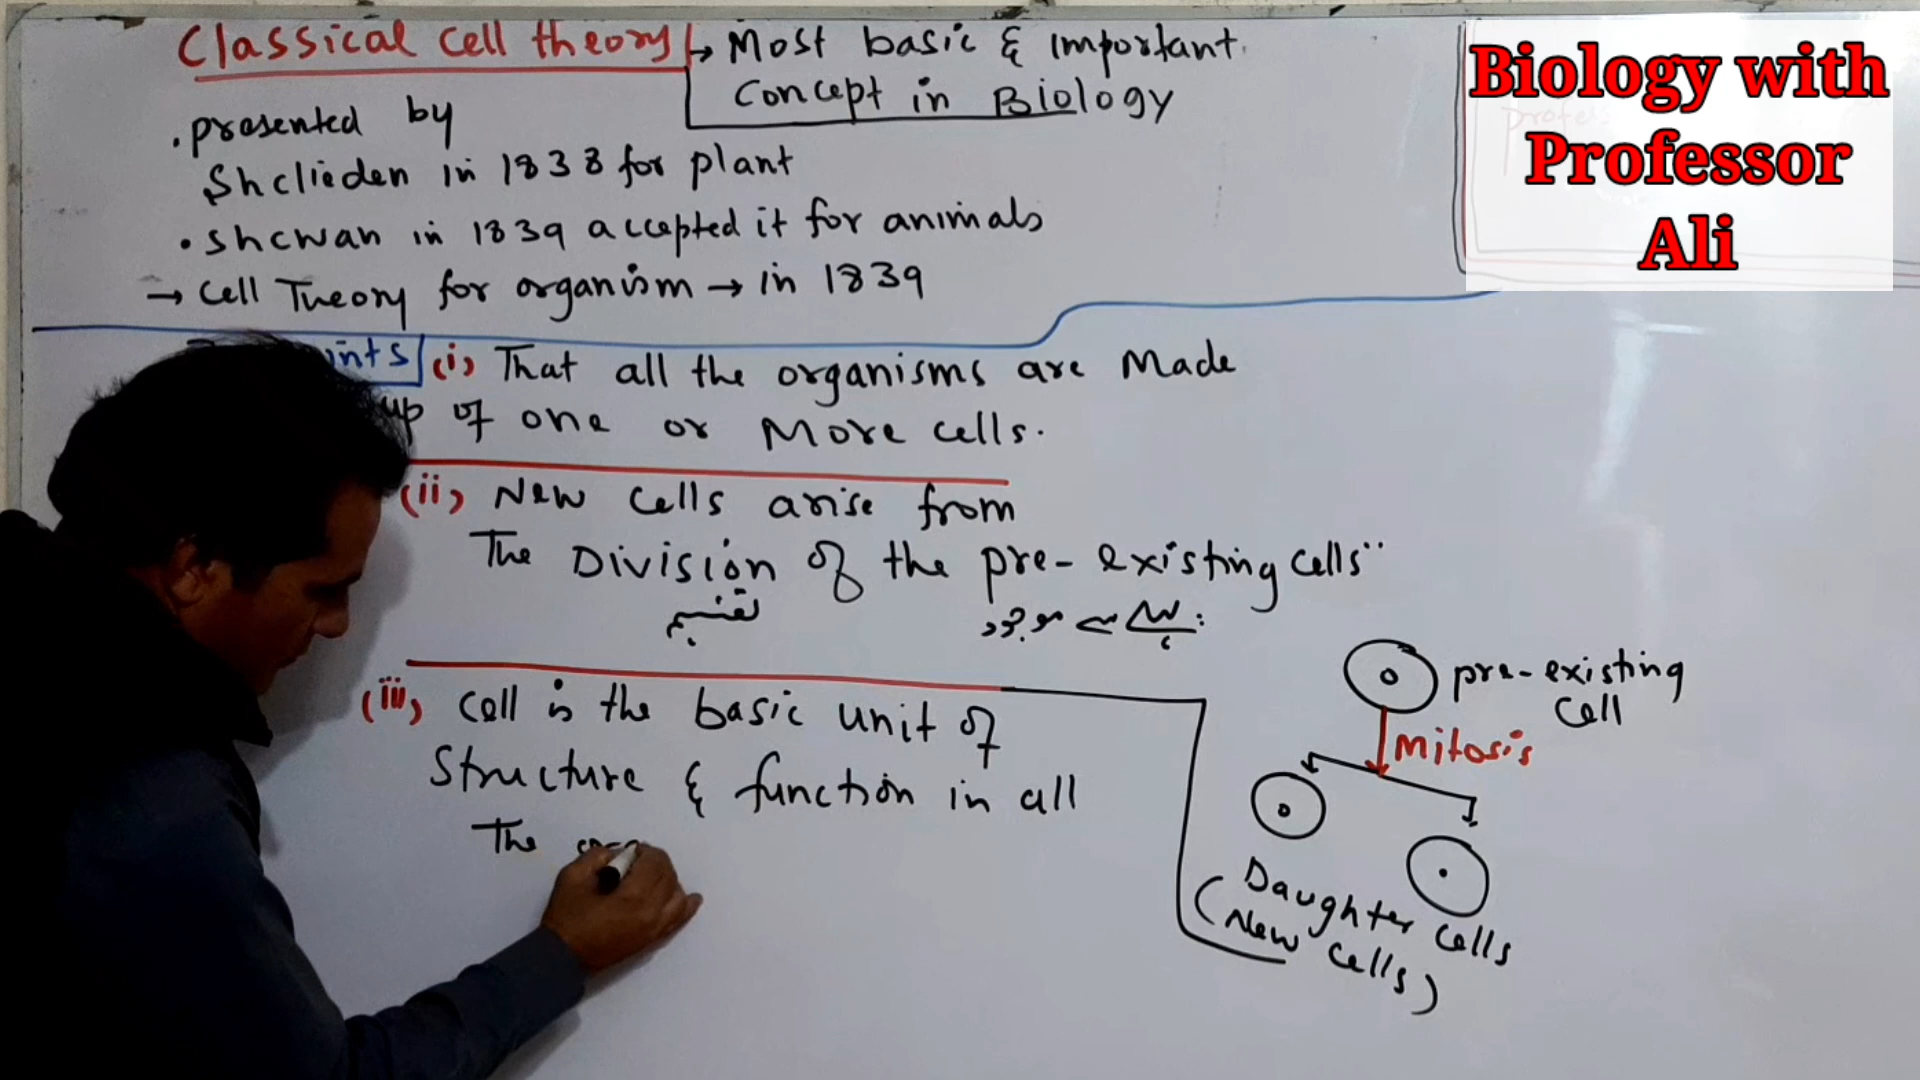 Classical Cell theory → Most basic & important
Concept in Biology
. presented by
Shclieden in 1838 for plant
• Shcwan in 1839 accepted it for animals
→ Cell Theory for organism → in 1839
(i) That all the organisms are Made
up of one or More cells.
(ii) New Cells arise from
The Division of the pre-existing cells"
تقسیم
پہلے سے موجود
(iii) Cell is the basic unit of
Structure & function in all
The
pre-existing
Cell
Mitosis
Daughter Cells
(New Cells)
Biology with
Professor
Ali